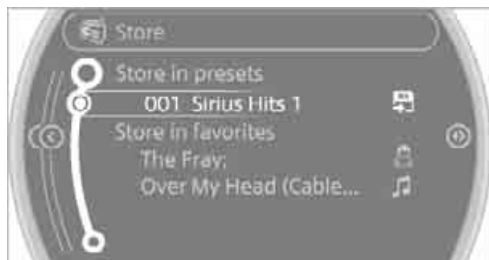 Store
Store in presets
001 Sirius Hits 1
Store in favorites
The Fray:
Over My Head (Cable...